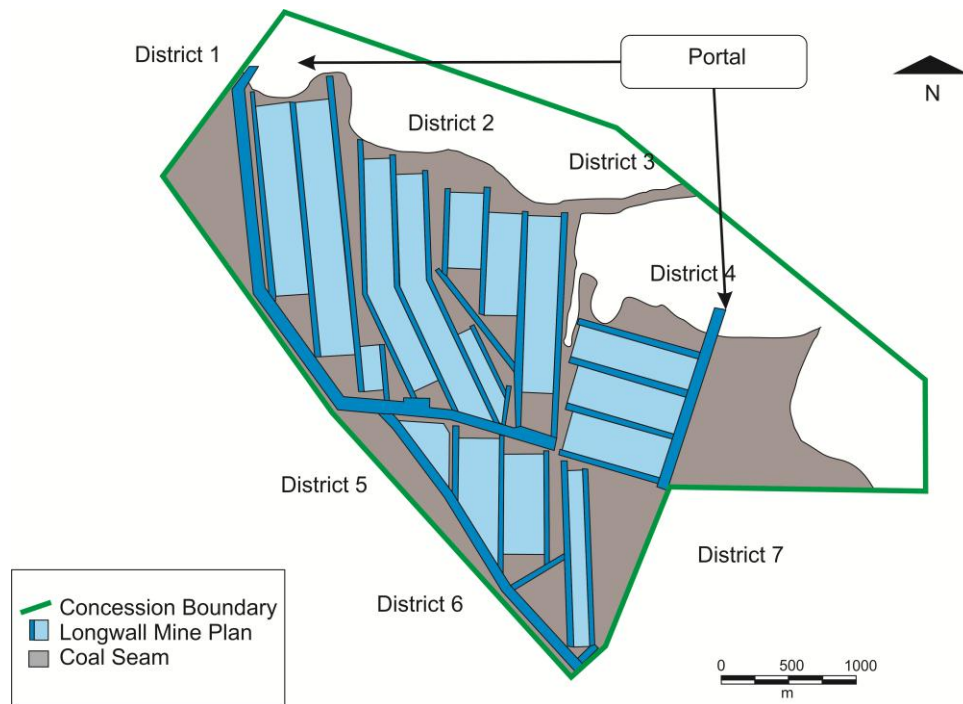 District 1
Portal
N
District 2
District 3
District 4
District 5
District 7
District 6
Concession Boundary
Longwall Mine Plan
Coal Seam
0 500 1000
m